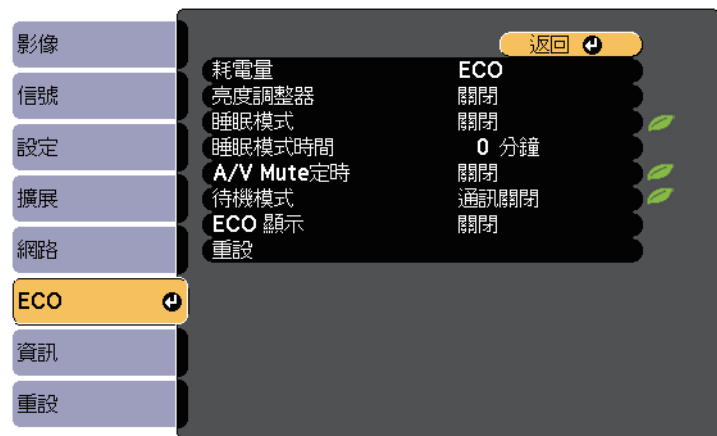 影像
信號
設定
擴展
網路
ECO
資訊
重設
返回
耗電量 ECO
亮度調整器 關閉
睡眠模式 關閉
睡眠模式時間 0 分鐘
A/V Mute定時 關閉
待機模式 通訊關閉
ECO 顯示 關閉
重設